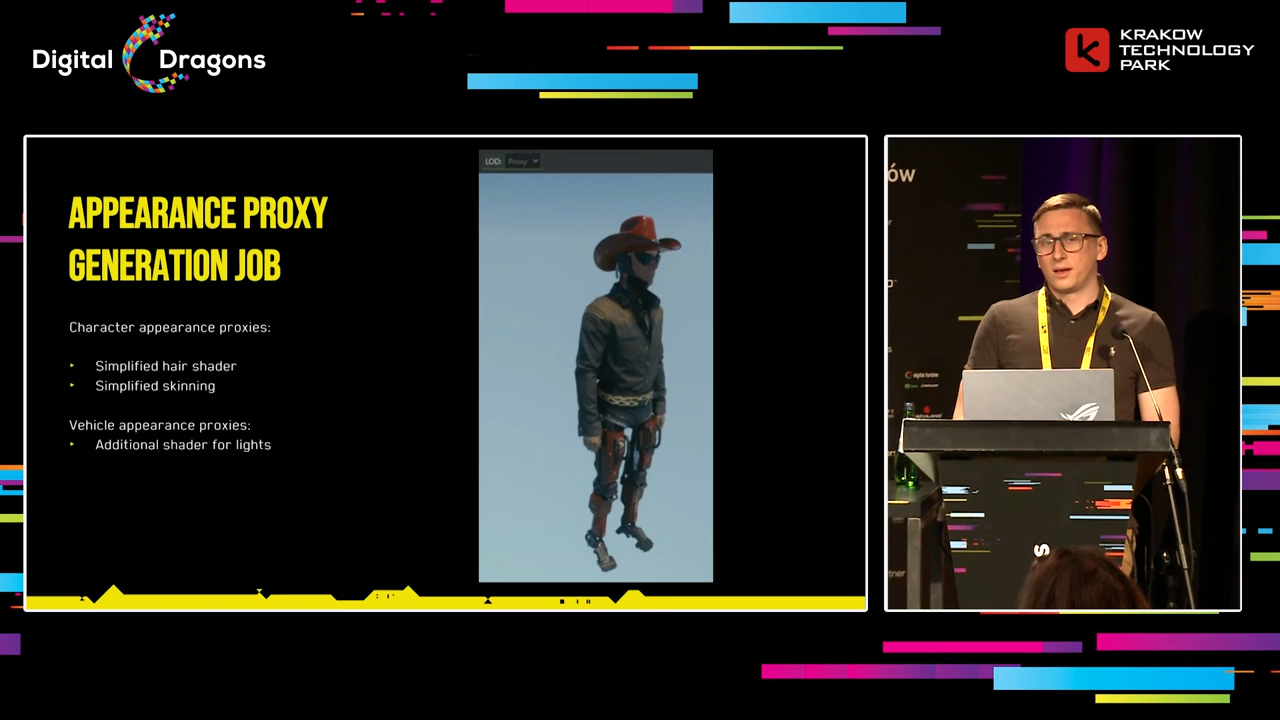 Digital Dragons
KRAKOW
TECHNOLOGY
PARK
APPEARANCE PROXY
GENERATION JOB
Character appearance proxies:
Simplified hair shader
Simplified skinning
Vehicle appearance proxies:
Additional shader for lights
LOD: Proxy
ów